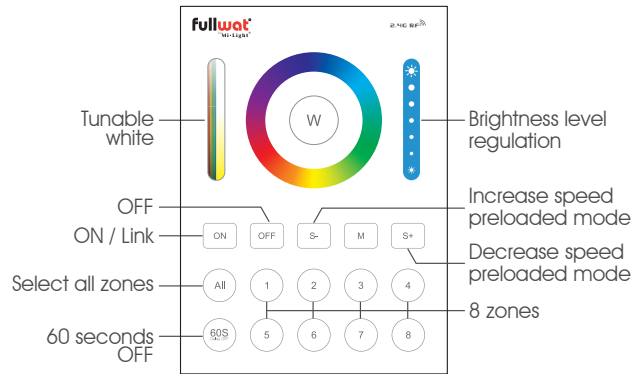 fullwat
Mi·Light
2.4G RF
Tunable
white
W
Brightness level
regulation
OFF
ON / Link
Increase speed
preloaded mode
ON
OFF
S-
M
S+
Decrease speed
preloaded mode
Select all zones
All
1
2
3
4
8 zones
60 seconds
OFF
60S
5
6
7
8